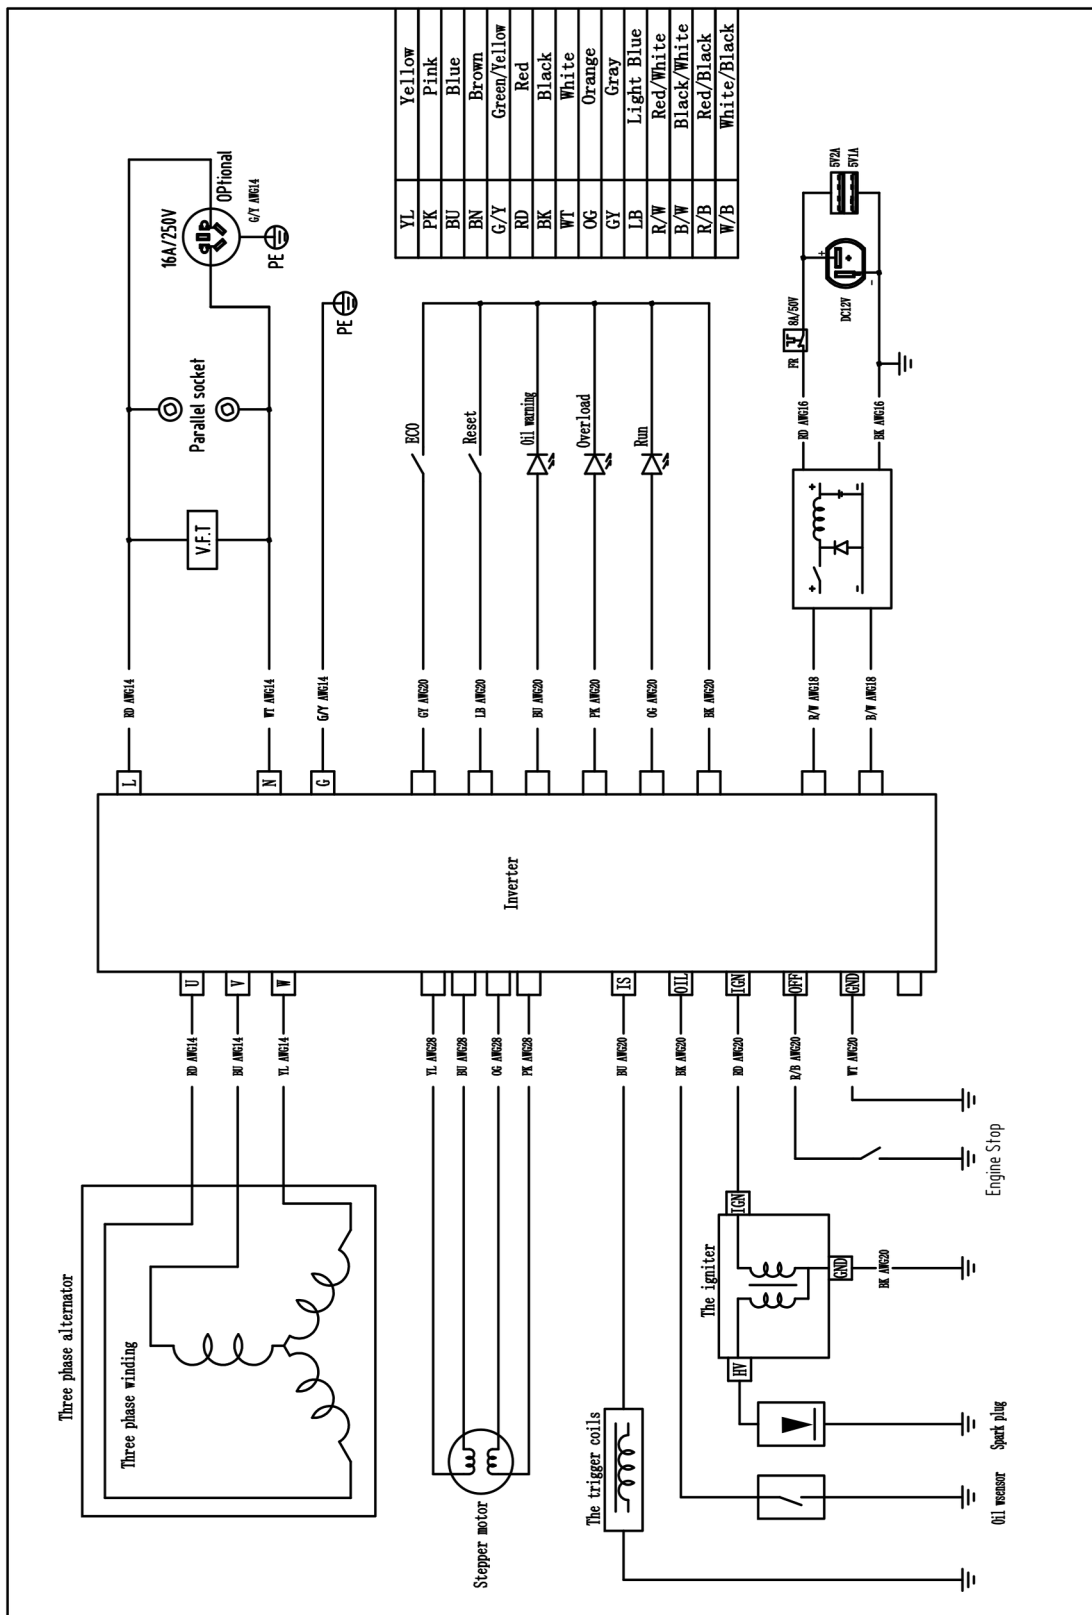 Three phase alternator
Three phase winding
RD AWG14
BU AWG14
YL AWG14
U
V
W
Stepper motor
YL AWG28
BU AWG28
OG AWG28
PK AWG28
The trigger coils
BU AWG20
IS
BK AWG20
OIL
The igniter
HV
IGN
GND
BK AWG20
RD AWG20
IGN
R/B AWG20
OFF
WT AWG20
GND
Oil wsensor
Spark plug
Engine Stop
Inverter
L
RD AWG14
N
WT AWG14
V.F.T
Parallel socket
16A/250V
OPtional
G/Y AWG14
PE
G
G/Y AWG14
PE
GY AWG20
ECO
LB AWG20
Reset
BU AWG20
Oil warning
PK AWG20
Overload
OG AWG20
Run
BK AWG20
R/W AWG18
B/W AWG18
+ +
- -
RD AWG16
BK AWG16
FR
8A/50V
+
-
DC12V
5V2A
5V1A
YL Yellow
PK Pink
BU Blue
BN Brown
G/Y Green/Yellow
RD Red
BK Black
WT White
OG Orange
GY Gray
LB Light Blue
R/W Red/White
B/W Black/White
R/B Red/Black
W/B White/Black